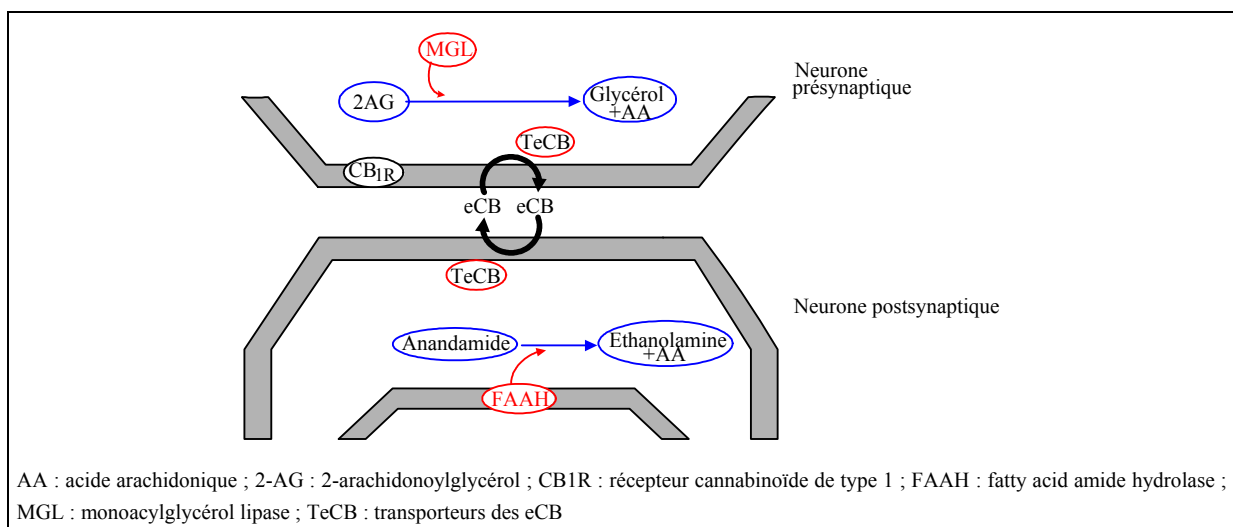 MGL
Neurone
présynaptique
2AG
Glycérol
+AA
TeCB
CB1R
eCB eCB
TeCB
Neurone postsynaptique
Anandamide
Ethanolamine
+AA
FAAH
AA : acide arachidonique ; 2-AG : 2-arachidonoylglycérol ; CB1R : récepteur cannabinoïde de type 1 ; FAAH : fatty acid amide hydrolase ;
MGL : monoacylglycérol lipase ; TeCB : transporteurs des eCB